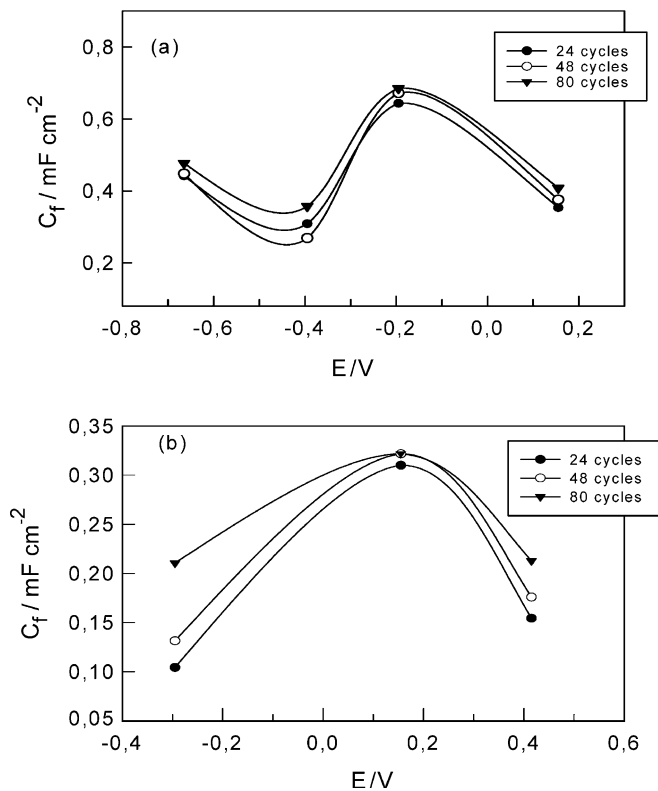 (a)
24 cycles
48 cycles
80 cycles
0,8
0,6
0,4
0,2
C_f / mF cm^-2
-0,8 -0,6 -0,4 -0,2 0,0 0,2
E/V
(b)
24 cycles
48 cycles
80 cycles
0,35
0,30
0,25
0,20
0,15
0,10
0,05
C_f / mF cm^-2
-0,4 -0,2 0,0 0,2 0,4 0,6
E/V